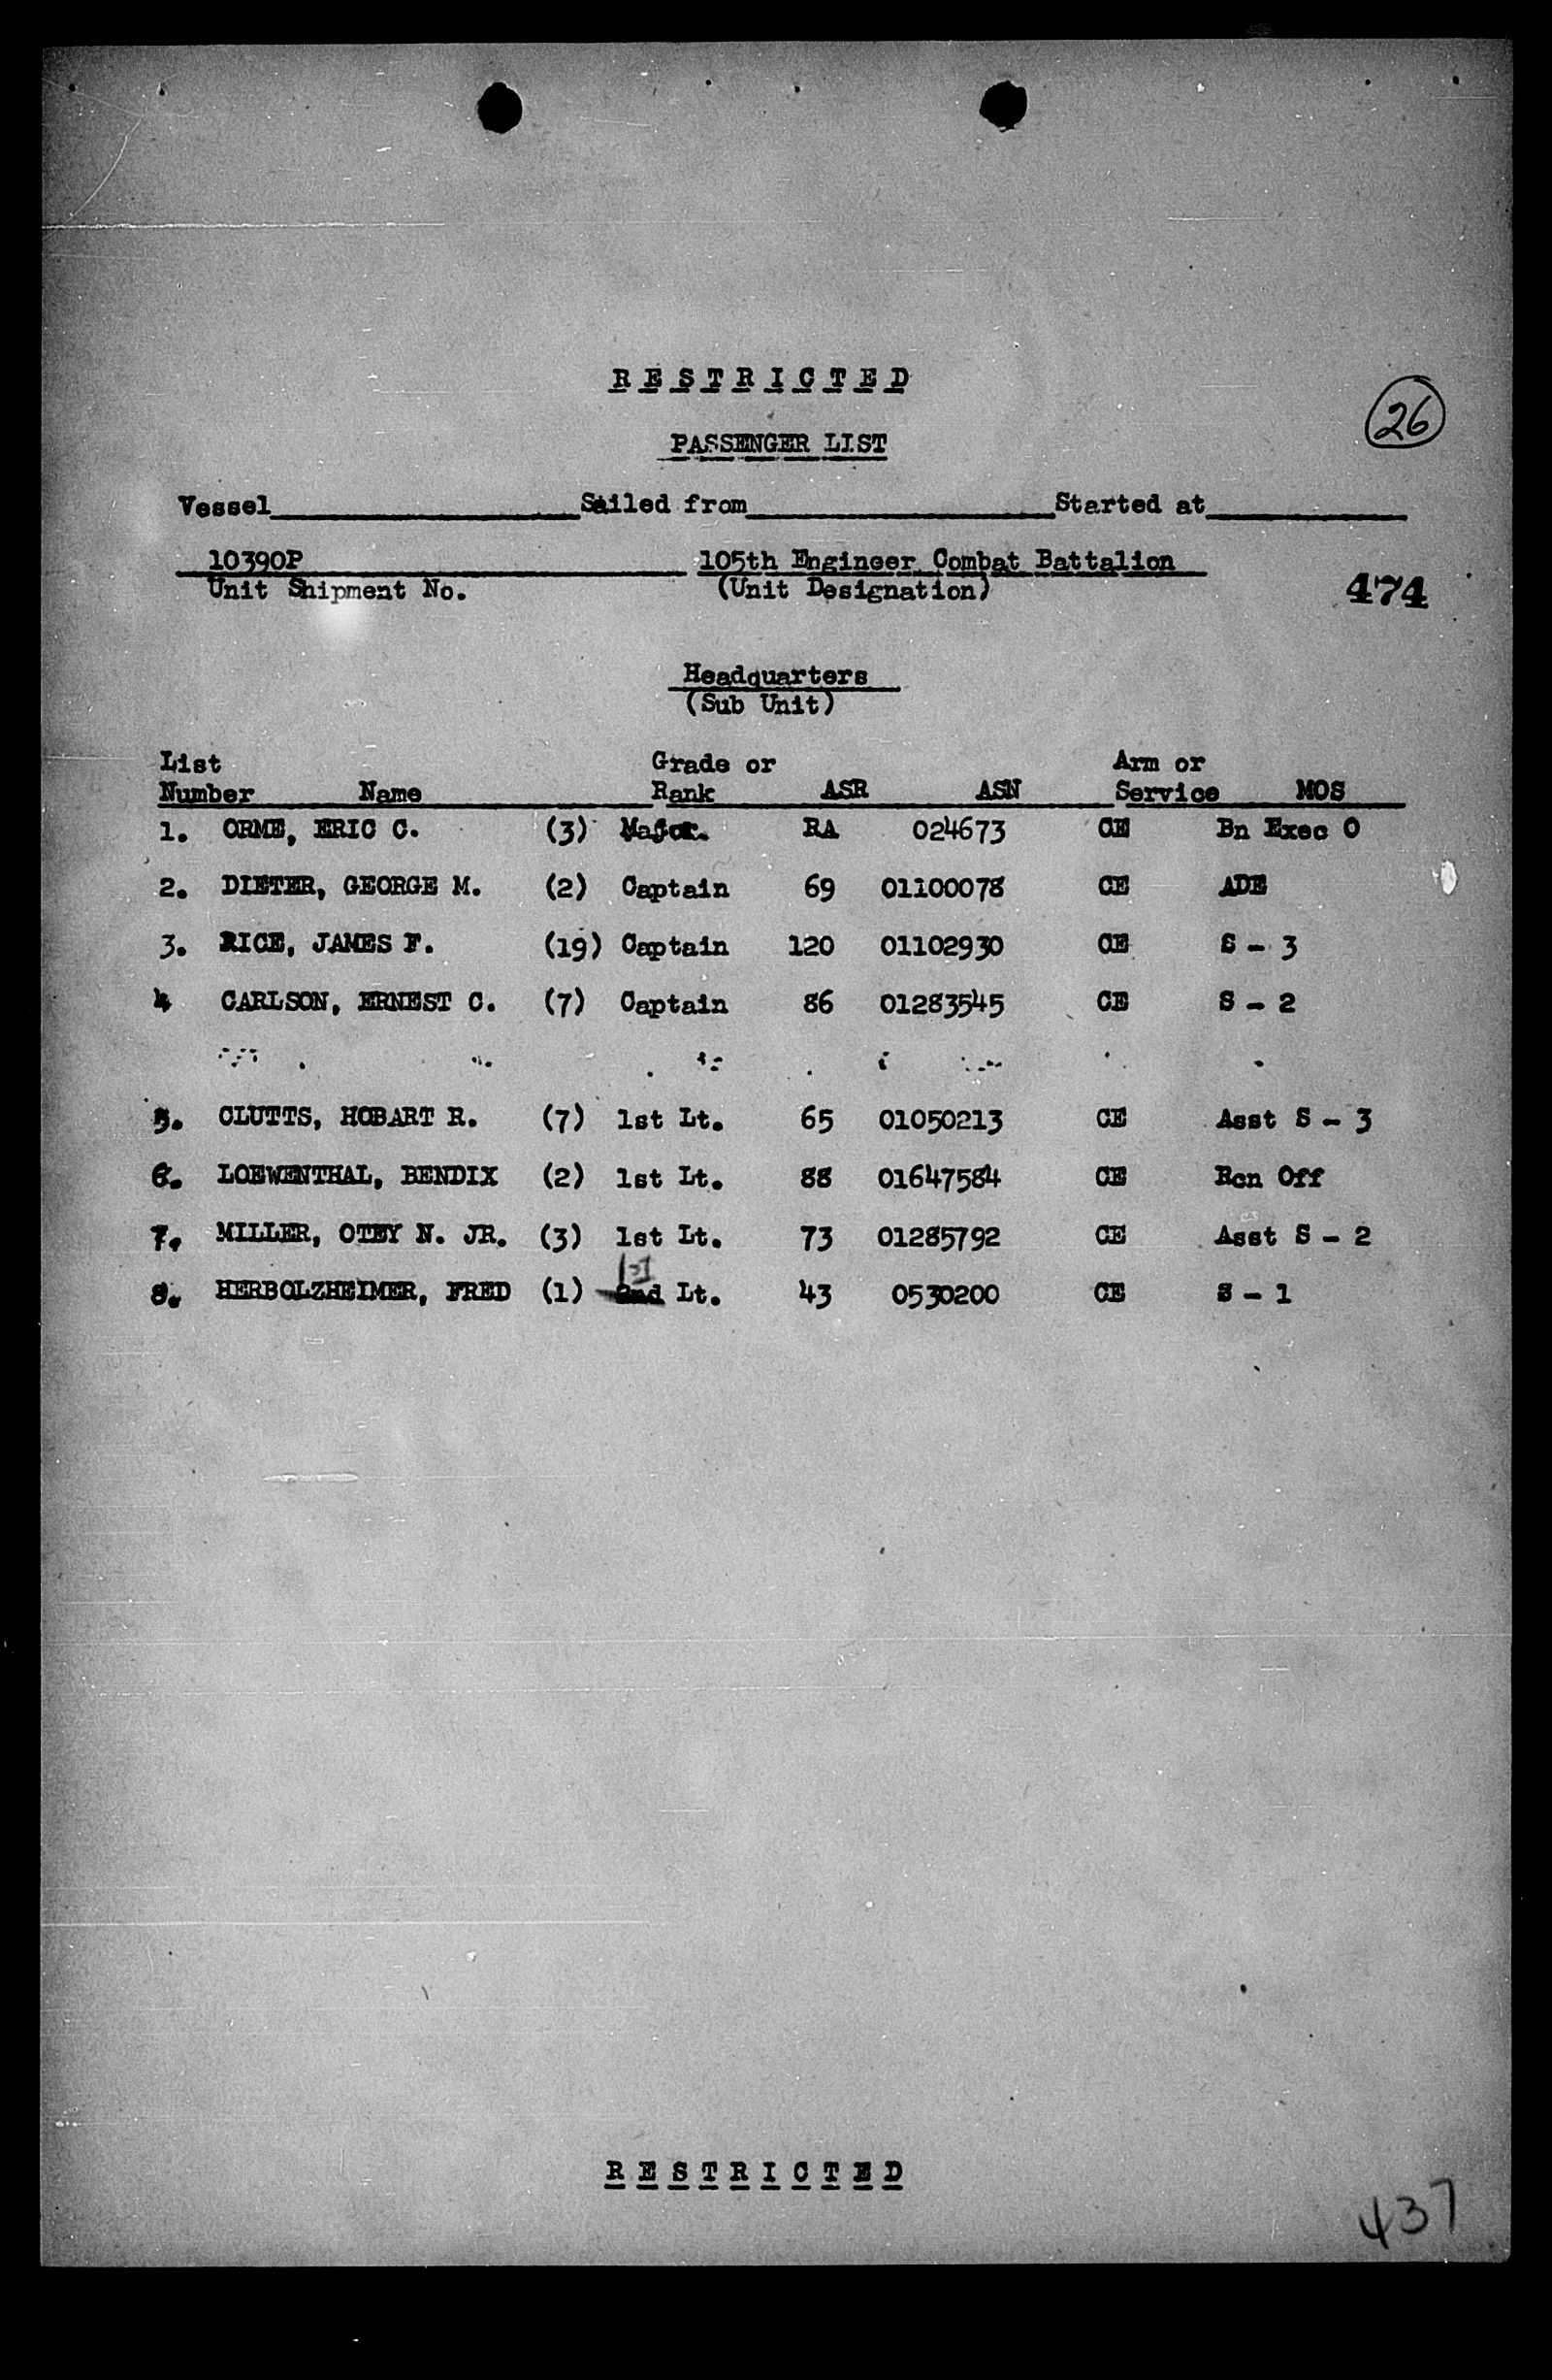 RESTRICTED
26
PASSENGER LIST
Vessel Sailed from Started at
10390P 105th Engineer Combat Battalion
Unit Shipment No. (Unit Designation)
474
Headquarters
(Sub Unit)
List Grade or Arm or
Number Name Rank ASR ASN Service MOS
1. ORME, ERIC C. (3) Major. RA 024673 CE Bn Exec O
2. DIETER, GEORGE M. (2) Captain 69 01100078 CE ADE
3. RICE, JAMES F. (19) Captain 120 01102930 CE S - 3
4 CARLSON, ERNEST C. (7) Captain 86 01283545 CE S - 2
5. CLUTTS, HOBART R. (7) 1st Lt. 65 01050213 CE Asst S - 3
6. LOEWENTHAL, BENDIX (2) 1st Lt. 88 01647584 CE Rcn Off
7. MILLER, OTEY N. JR. (3) 1st Lt. 73 01285792 CE Asst S - 2
1st
8. HERBOLZHEIMER, FRED (1) 2nd Lt. 43 0530200 CE S - 1
RESTRICTED
437